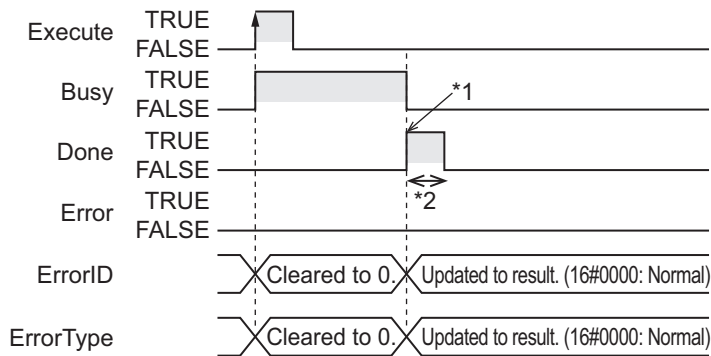 Execute TRUE
FALSE
Busy TRUE
FALSE
*1
Done TRUE
FALSE
*2
Error TRUE
FALSE
ErrorID Cleared to 0. Updated to result. (16#0000: Normal)
ErrorType Cleared to 0. Updated to result. (16#0000: Normal)